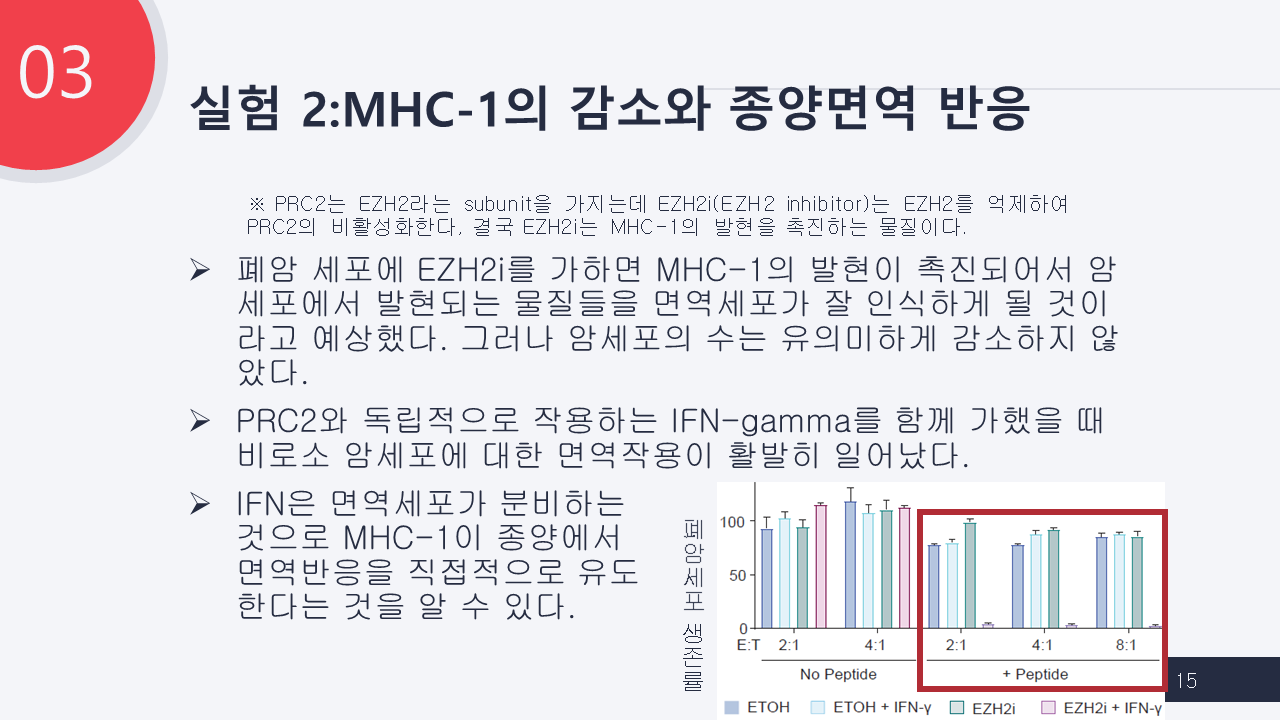 03
실험 2:MHC-1의 감소와 종양면역 반응
※ PRC2는 EZH2라는 subunit을 가지는데 EZH2i(EZH2 inhibitor)는 EZH2를 억제하여
PRC2의 비활성화한다, 결국 EZH2i는 MHC-1의 발현을 촉진하는 물질이다.
➢ 폐암 세포에 EZH2i를 가하면 MHC-1의 발현이 촉진되어서 암
세포에서 발현되는 물질들을 면역세포가 잘 인식하게 될 것이
라고 예상했다. 그러나 암세포의 수는 유의미하게 감소하지 않
았다.
➢ PRC2와 독립적으로 작용하는 IFN-gamma를 함께 가했을 때
비로소 암세포에 대한 면역작용이 활발히 일어났다.
➢ IFN은 면역세포가 분비하는
것으로 MHC-1이 종양에서
면역반응을 직접적으로 유도
한다는 것을 알 수 있다.
폐암세포 생존률
100
50
0
E:T 2:1 4:1 2:1 4:1 8:1
No Peptide + Peptide
ETOH ETOH + IFN-γ EZH2i EZH2i + IFN-γ
15